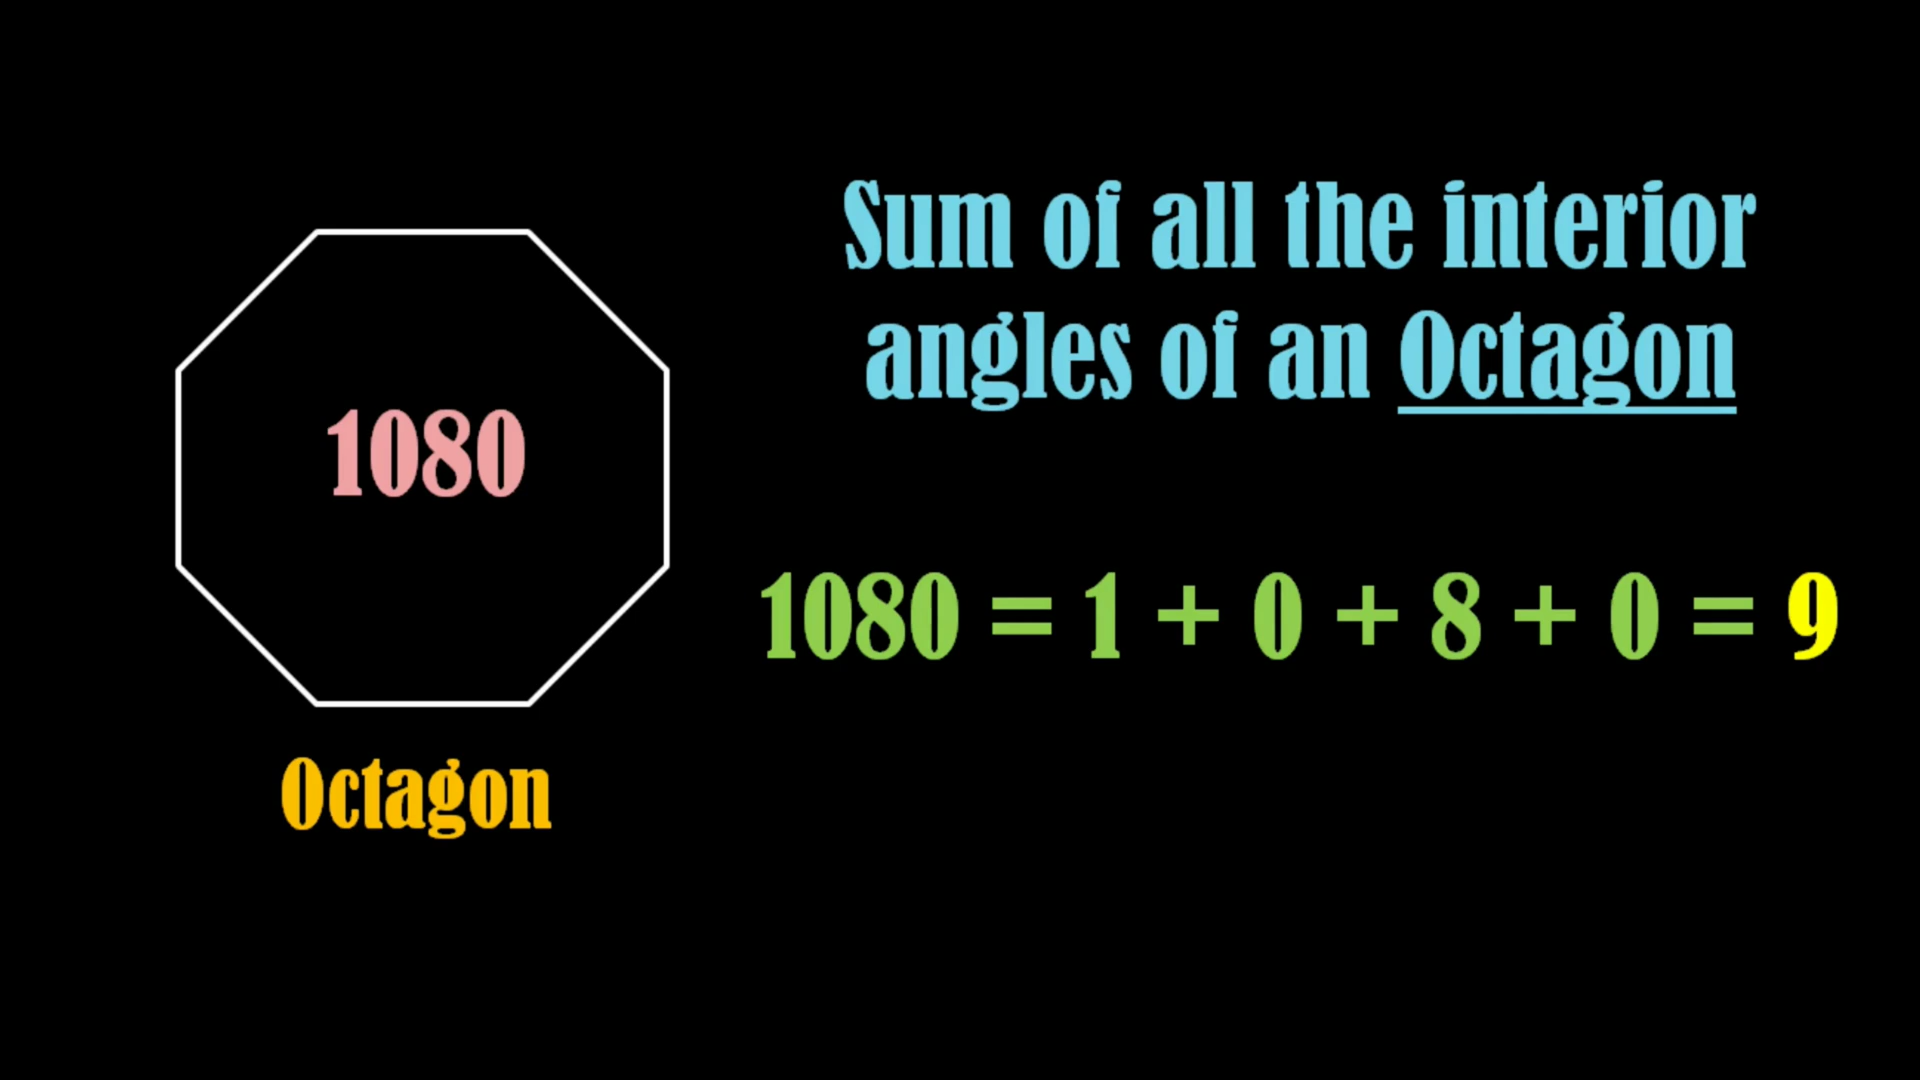 Sum of all the interior
angles of an Octagon
1080
1080 = 1 + 0 + 8 + 0 = 9
Octagon